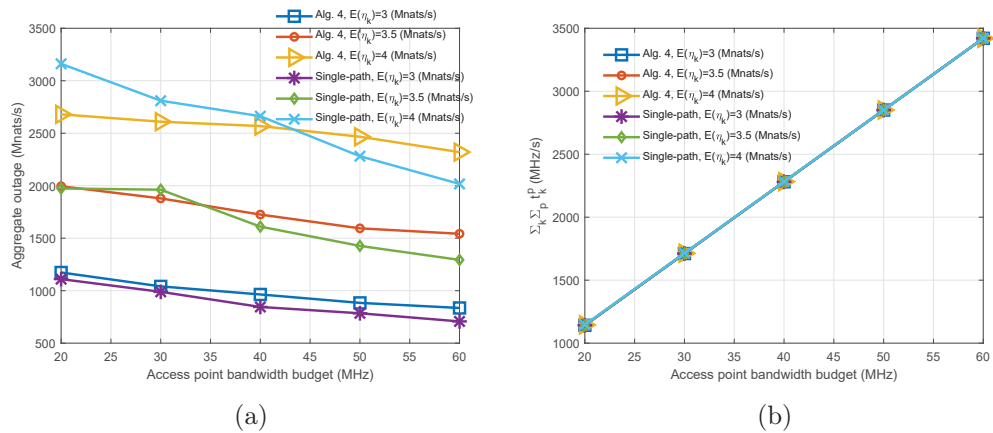 Alg. 4, E(η_k)=3 (Mnats/s)
Alg. 4, E(η_k)=3.5 (Mnats/s)
Alg. 4, E(η_k)=4 (Mnats/s)
Single-path, E(η_k)=3 (Mnats/s)
Single-path, E(η_k)=3.5 (Mnats/s)
Single-path, E(η_k)=4 (Mnats/s)
Aggregate outage (Mnats/s)
3500
3000
2500
2000
1500
1000
500
20 25 30 35 40 45 50 55 60
Access point bandwidth budget (MHz)
(a)
Alg. 4, E(η_k)=3 (Mnats/s)
Alg. 4, E(η_k)=3.5 (Mnats/s)
Alg. 4, E(η_k)=4 (Mnats/s)
Single-path, E(η_k)=3 (Mnats/s)
Single-path, E(η_k)=3.5 (Mnats/s)
Single-path, E(η_k)=4 (Mnats/s)
Σ_k Σ_p t_k^p (MHz/s)
3500
3000
2500
2000
1500
1000
20 25 30 35 40 45 50 55 60
Access point bandwidth budget (MHz)
(b)